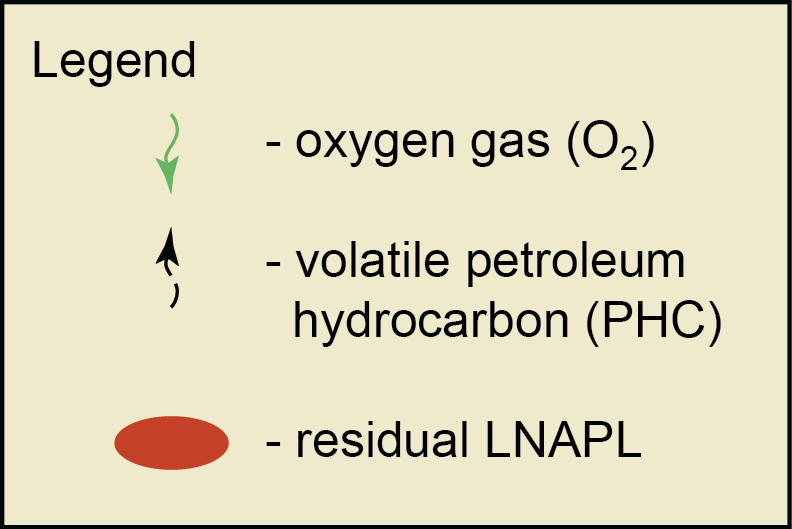 Legend
- oxygen gas (O₂)
- volatile petroleum
hydrocarbon (PHC)
- residual LNAPL